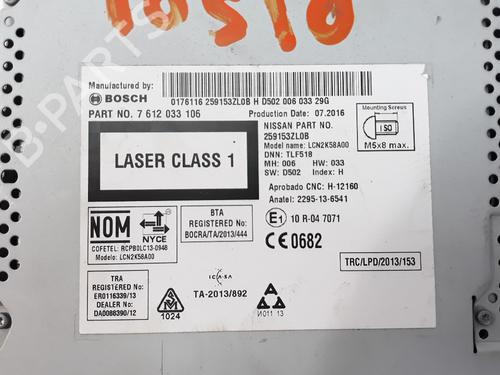 01501
Manufactured by:
BOSCH
0176116 259153ZL0B H D502 006 033 29G
PART NO. 7 612 033 106
Production Date: 07.2016
Mounting Screws
ISO
M5x8 max.
NISSAN PART NO.
259153ZL0B
Model name: LCN2K58A00
DNN: TLF518
MH: 006 HW: 033
SW: D502 Index: H
LASER CLASS 1
Aprobado CNC: H-12160
Anatel: 2295-13-6541
E1 10 R-04 7071
CE0682
TRC/LPD/2013/153
NOM
NYCE
COFETEL: RCPBOLC13-0948
Modelo: LCN2K58A00
BTA
REGISTERED No:
BOCRA/TA/2013/444
TRA
REGISTERED No:
ER0116339/13
DEALER No:
DA0088390/12
1024
ICASA
TA-2013/892
И011 13
B-PARTS